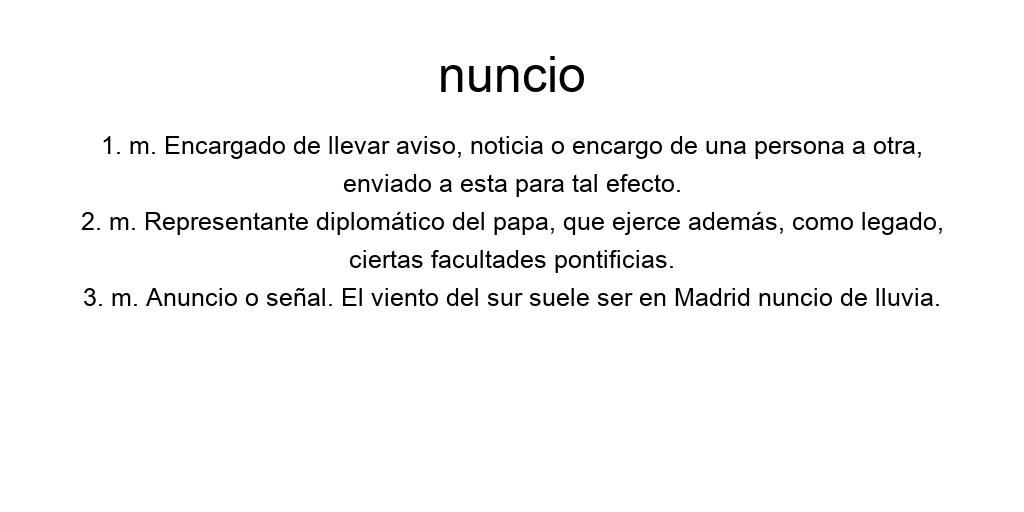 nuncio
1. m. Encargado de llevar aviso, noticia o encargo de una persona a otra,
enviado a esta para tal efecto.
2. m. Representante diplomático del papa, que ejerce además, como legado,
ciertas facultades pontificias.
3. m. Anuncio o señal. El viento del sur suele ser en Madrid nuncio de lluvia.